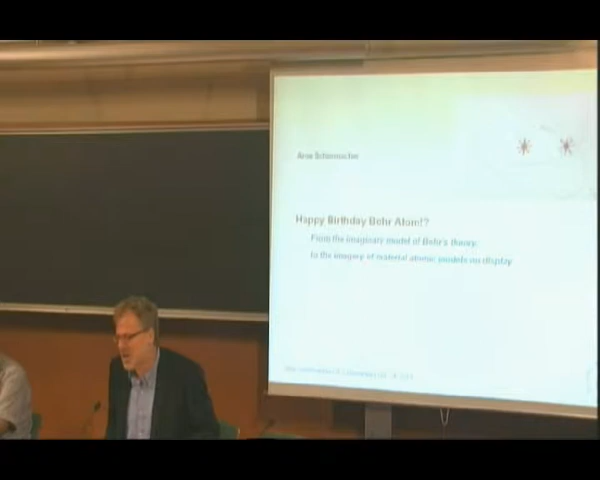 Arne Schirrmacher
Happy Birthday Bohr Atom!?
From the imaginary model of Bohr's theory
to the imagery of material atomic models on display